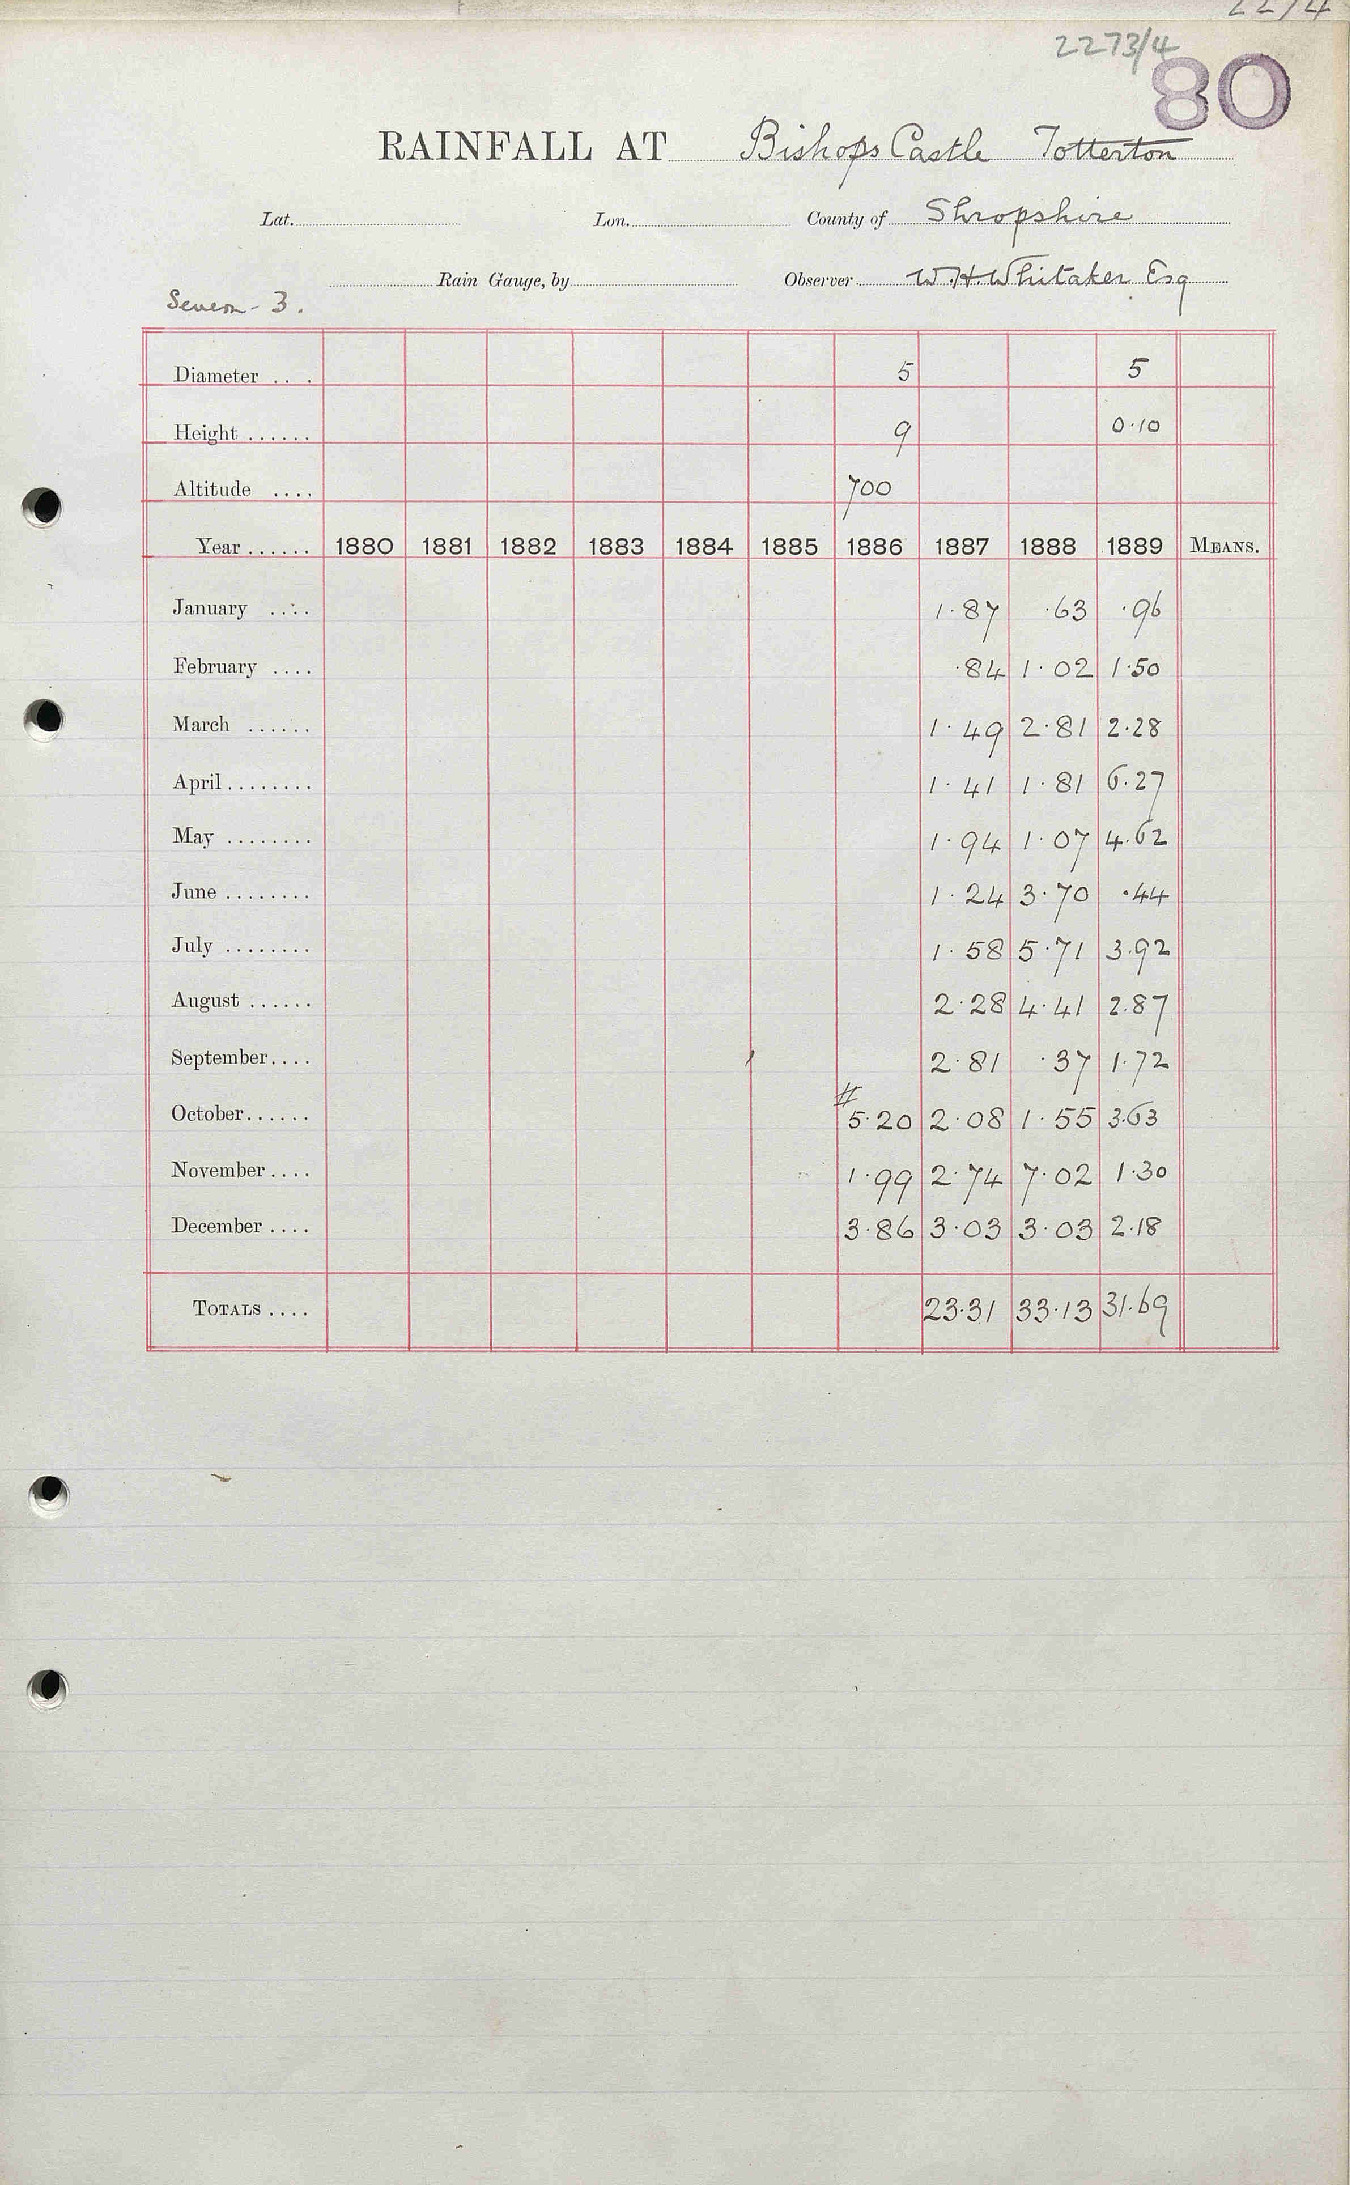 2273/4
80
RAINFALL AT Bishops Castle Totterton
Lat. Lon. County of Shropshire
Rain Gauge, by Observer W.H. Whitaker Esq
Severn - 3.
Diameter .... 5 5
Height ...... 9 0.10
Altitude .... 700
Year ...... 1880 1881 1882 1883 1884 1885 1886 1887 1888 1889 MEANS.
January .... 1.87 .63 .96
February .... .84 1.02 1.50
March ...... 1.49 2.81 2.28
April ........ 1.41 1.81 6.27
May ........ 1.94 1.07 4.62
June ........ 1.24 3.70 .44
July ........ 1.58 5.71 3.92
August ...... 2.28 4.41 2.87
September .... 2.81 .37 1.72
October ...... # 5.20 2.08 1.55 3.63
November .... 1.99 2.74 7.02 1.30
December .... 3.86 3.03 3.03 2.18
TOTALS .... 23.31 33.13 31.69